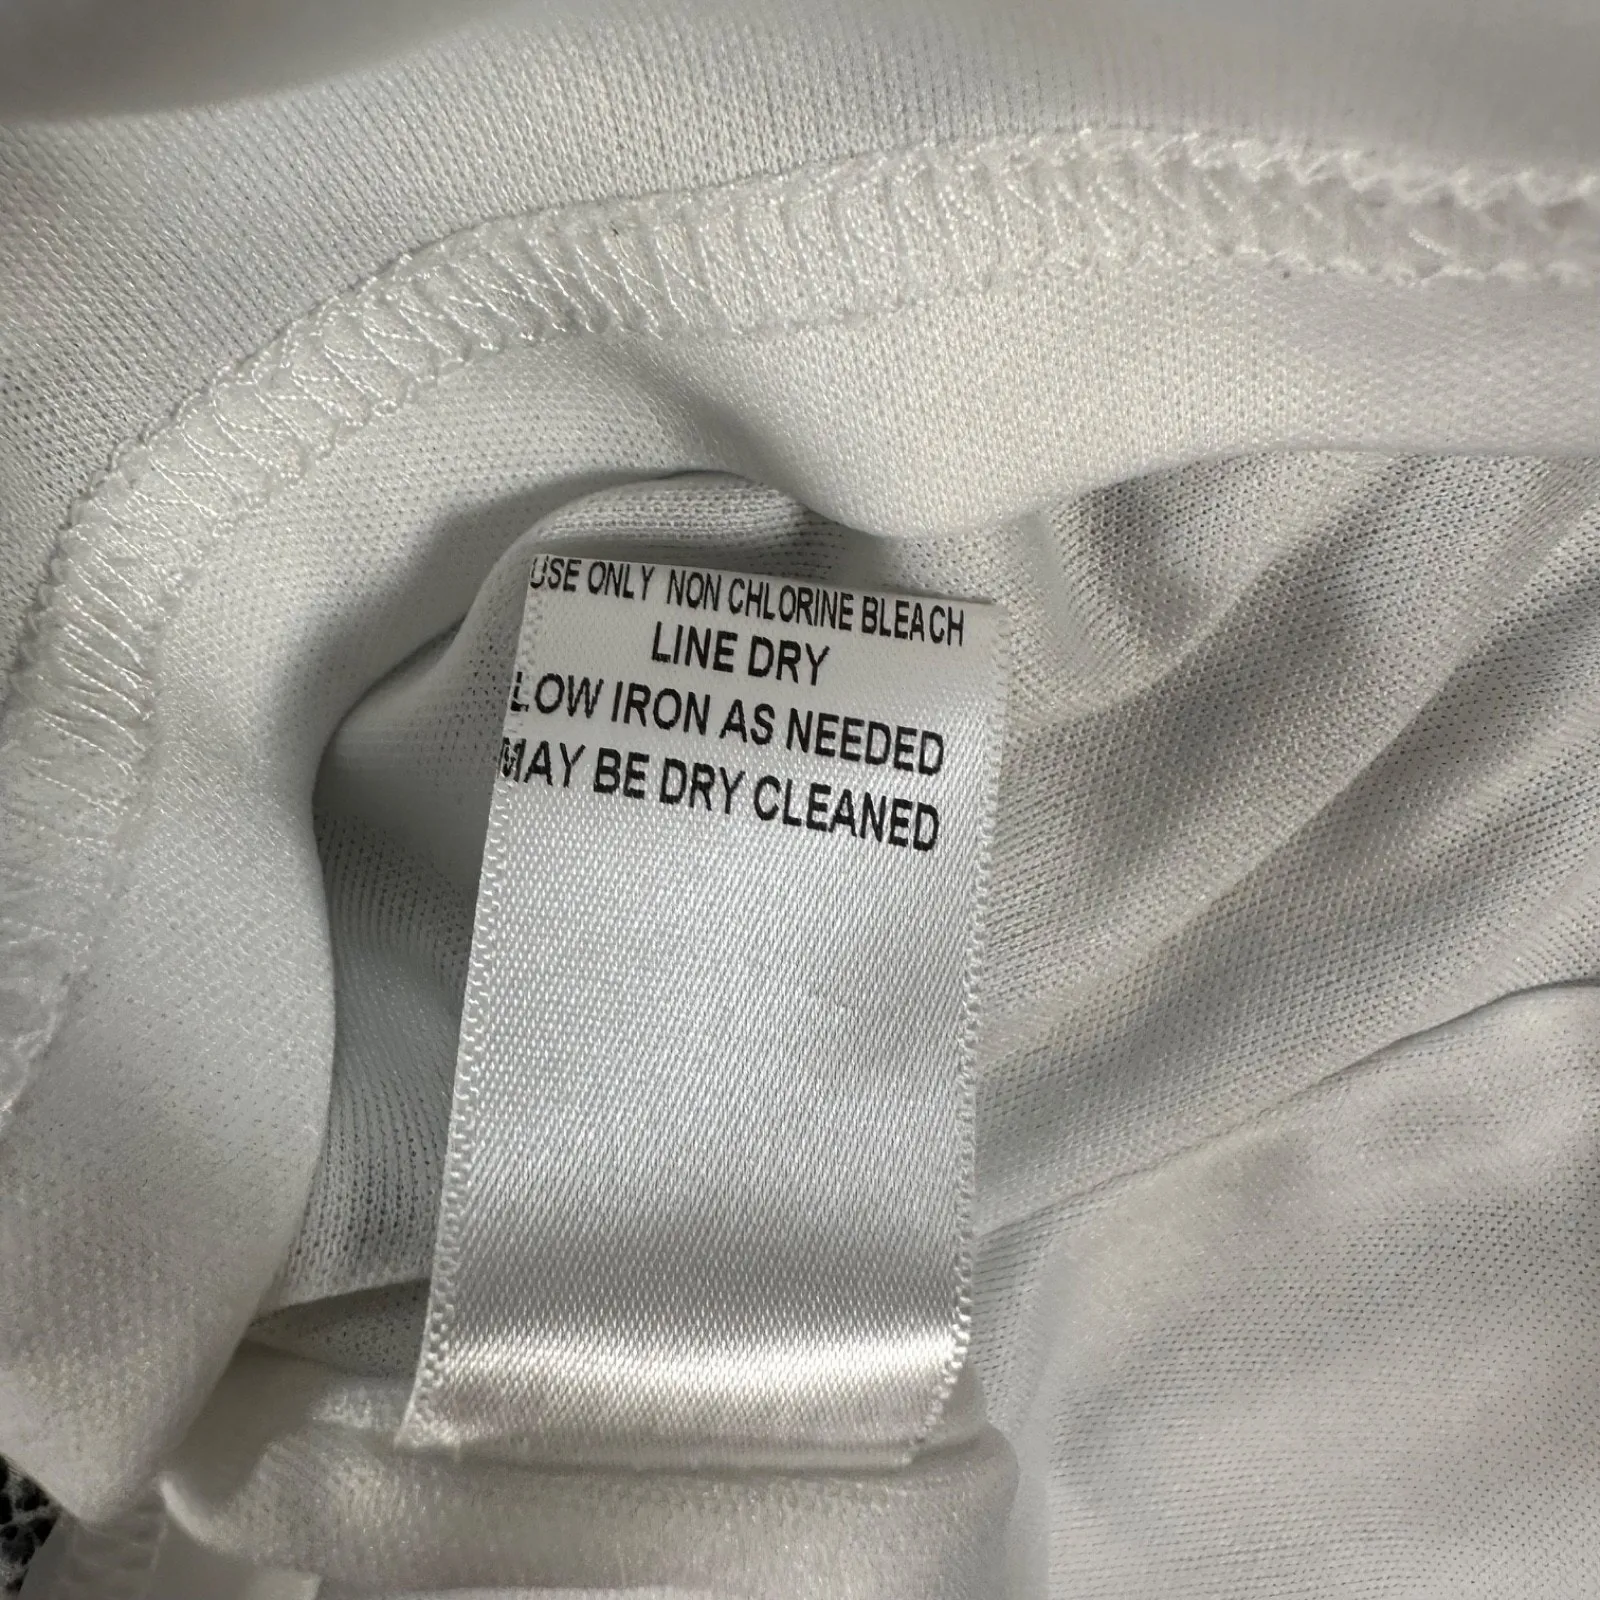 USE ONLY NON CHLORINE BLEACH
LINE DRY
LOW IRON AS NEEDED
MAY BE DRY CLEANED